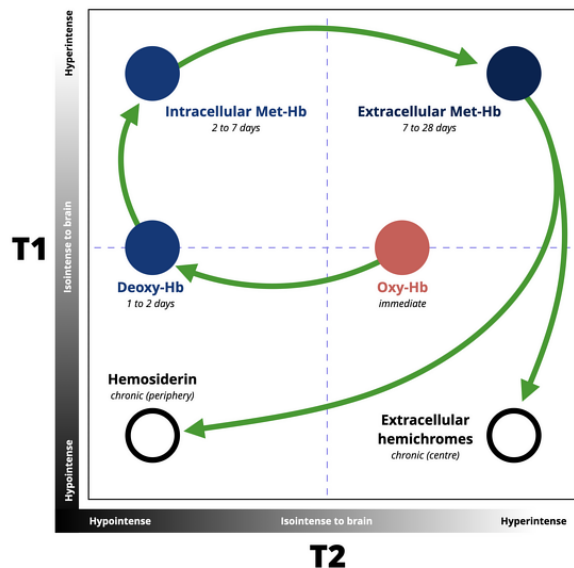 Hyperintense
Intracellular Met-Hb
2 to 7 days
Extracellular Met-Hb
7 to 28 days
T1
Isointense to brain
Deoxy-Hb
1 to 2 days
Oxy-Hb
immediate
Hemosiderin
chronic (periphery)
Extracellular
hemichromes
chronic (centre)
Hypointense
Hypointense
Isointense to brain
Hyperintense
T2